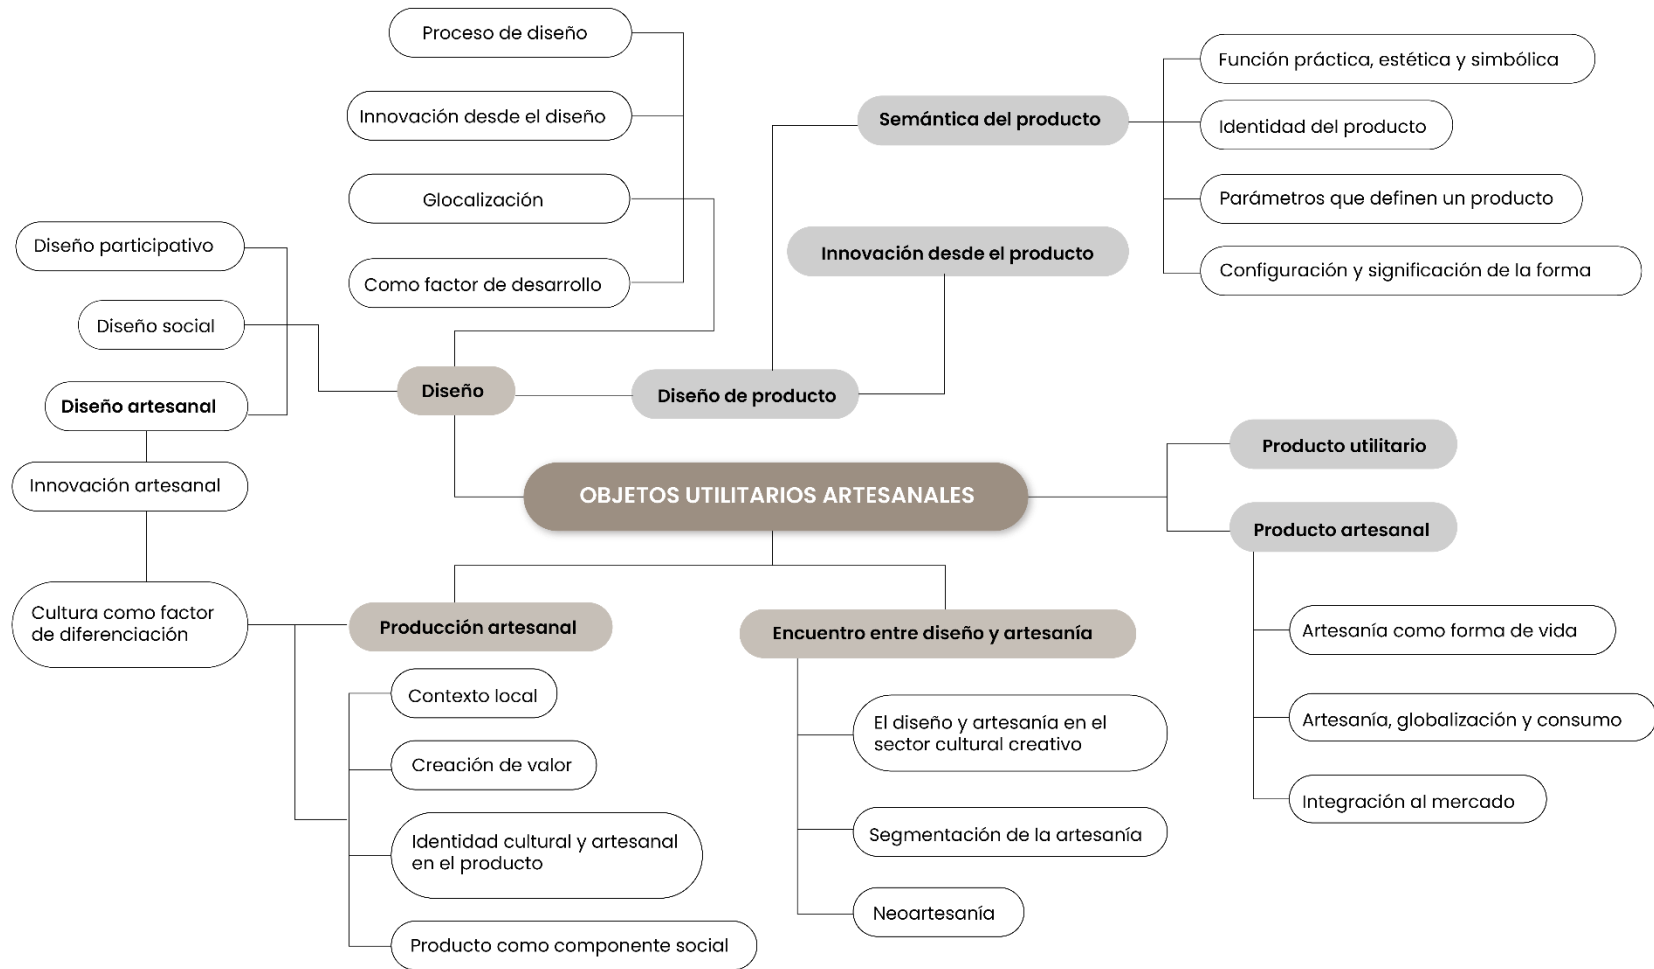 Proceso de diseño
Innovación desde el diseño
Glocalización
Como factor de desarrollo
Semántica del producto
Innovación desde el producto
Función práctica, estética y simbólica
Identidad del producto
Parámetros que definen un producto
Configuración y significación de la forma
Diseño participativo
Diseño social
Diseño artesanal
Innovación artesanal
Cultura como factor
de diferenciación
Diseño
Diseño de producto
OBJETOS UTILITARIOS ARTESANALES
Producto utilitario
Producto artesanal
Artesanía como forma de vida
Artesanía, globalización y consumo
Integración al mercado
Producción artesanal
Contexto local
Creación de valor
Identidad cultural y artesanal
en el producto
Producto como componente social
Encuentro entre diseño y artesanía
El diseño y artesanía en el
sector cultural creativo
Segmentación de la artesanía
Neoartesanía